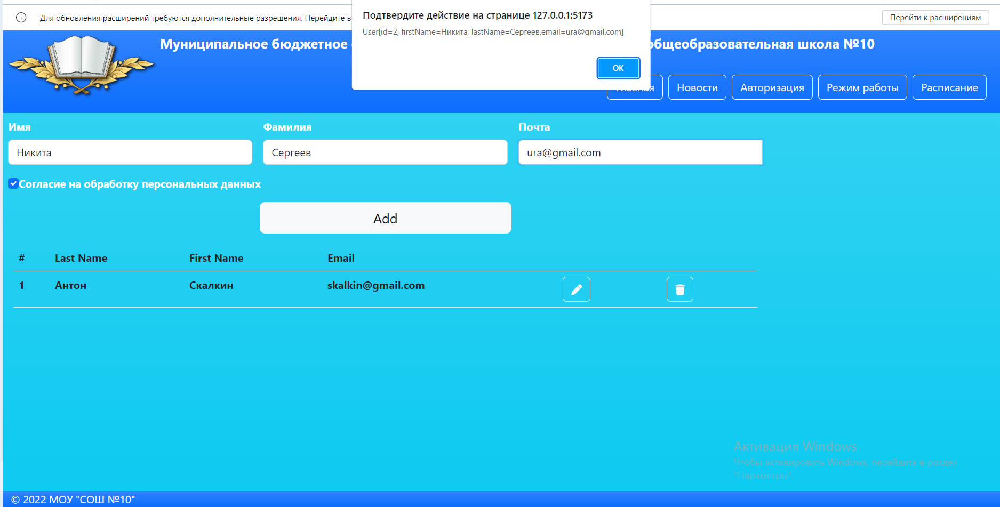 Для обновления расширений требуются дополнительные разрешения. Перейдите в
Перейти к расширениям
Подтвердите действие на странице 127.0.0.1:5173
User[id=2, firstName=Никита, lastName=Сергеев,email=ura@gmail.com]
OK
Муниципальное бюджетное
общеобразовательная школа №10
Главная
Новости
Авторизация
Режим работы
Расписание
Имя
Фамилия
Почта
Никита
Сергеев
ura@gmail.com
Согласие на обработку персональных данных
Add
# Last Name First Name Email
1 Антон Скалкин skalkin@gmail.com
Активация Windows
Чтобы активировать Windows, перейдите в раздел
"Параметры".
© 2022 МОУ "СОШ №10"